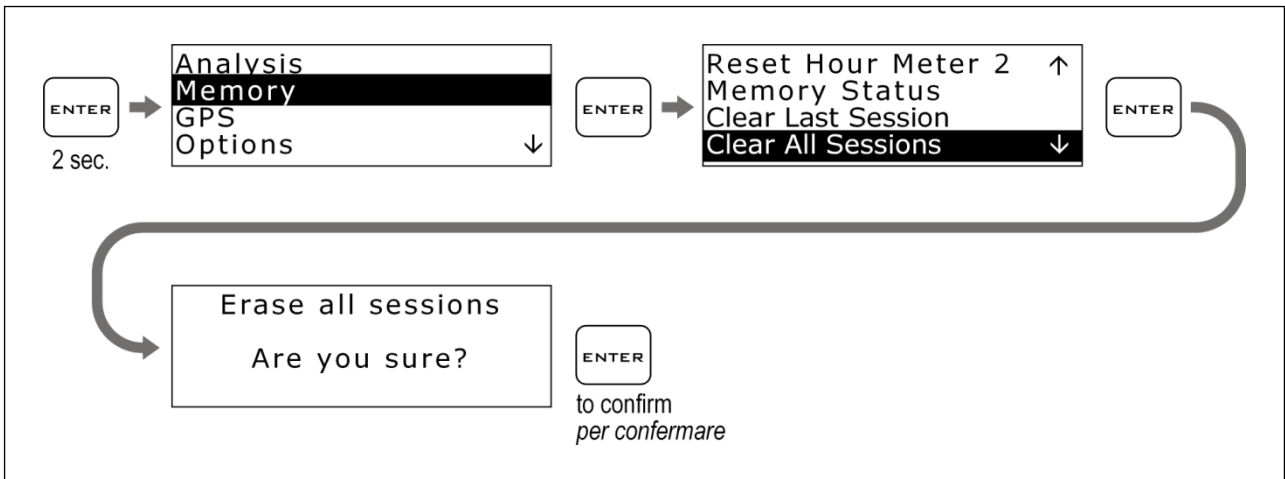 ENTER
2 sec.
Analysis
Memory
GPS
Options ↓
ENTER
Reset Hour Meter 2 ↑
Memory Status
Clear Last Session
Clear All Sessions ↓
ENTER
Erase all sessions
Are you sure?
ENTER
to confirm
per confermare